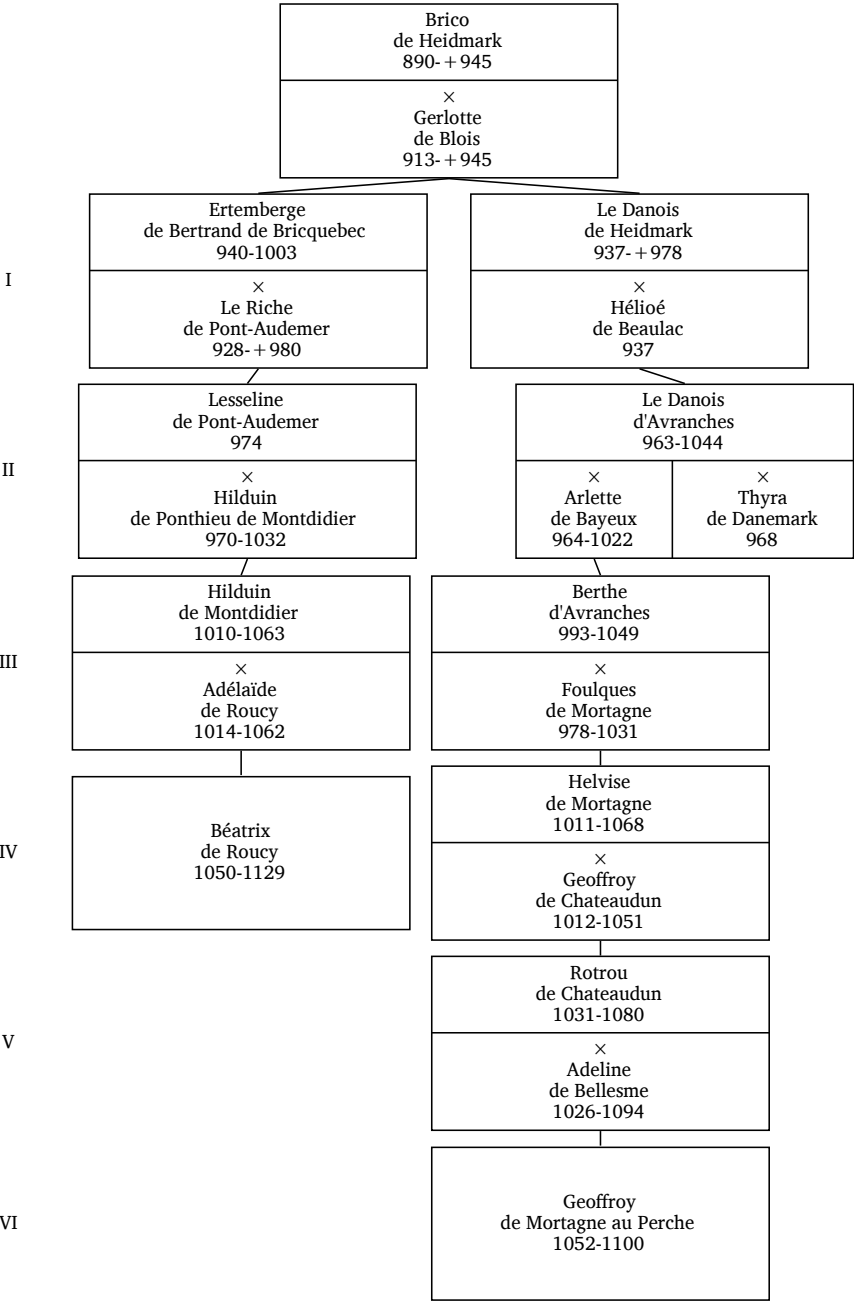 Brico
de Heidmark
890-+945
×
Gerlotte
de Blois
913-+945
I
Ertemberge
de Bertrand de Bricquebec
940-1003
×
Le Riche
de Pont-Audemer
928-+980
Le Danois
de Heidmark
937-+978
×
Hélioé
de Beaulac
937
II
Lesseline
de Pont-Audemer
974
×
Hilduin
de Ponthieu de Montdidier
970-1032
Le Danois
d'Avranches
963-1044
×
Arlette
de Bayeux
964-1022
×
Thyra
de Danemark
968
III
Hilduin
de Montdidier
1010-1063
×
Adélaïde
de Roucy
1014-1062
Berthe
d'Avranches
993-1049
×
Foulques
de Mortagne
978-1031
IV
Béatrix
de Roucy
1050-1129
Helvise
de Mortagne
1011-1068
×
Geoffroy
de Chateaudun
1012-1051
V
Rotrou
de Chateaudun
1031-1080
×
Adeline
de Bellesme
1026-1094
VI
Geoffroy
de Mortagne au Perche
1052-1100